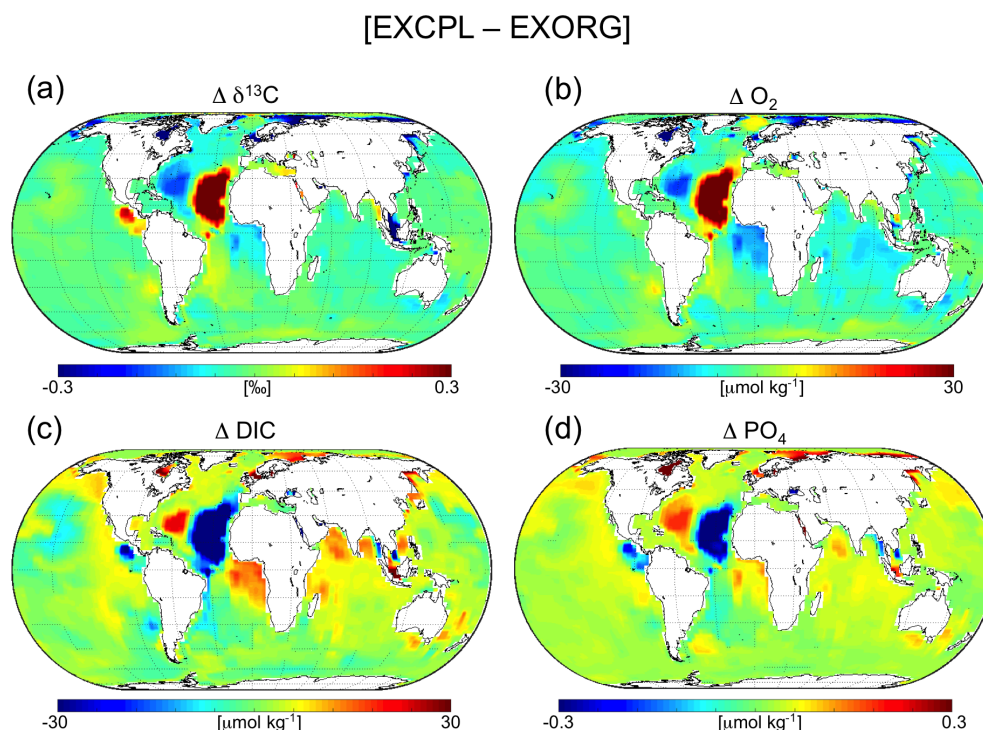 [EXCPL – EXORG]
(a) Δ δ¹³C
(b) Δ O₂
-0.3 [‰] 0.3
-30 [μmol kg⁻¹] 30
(c) Δ DIC
(d) Δ PO₄
-30 [μmol kg⁻¹] 30
-0.3 [μmol kg⁻¹] 0.3